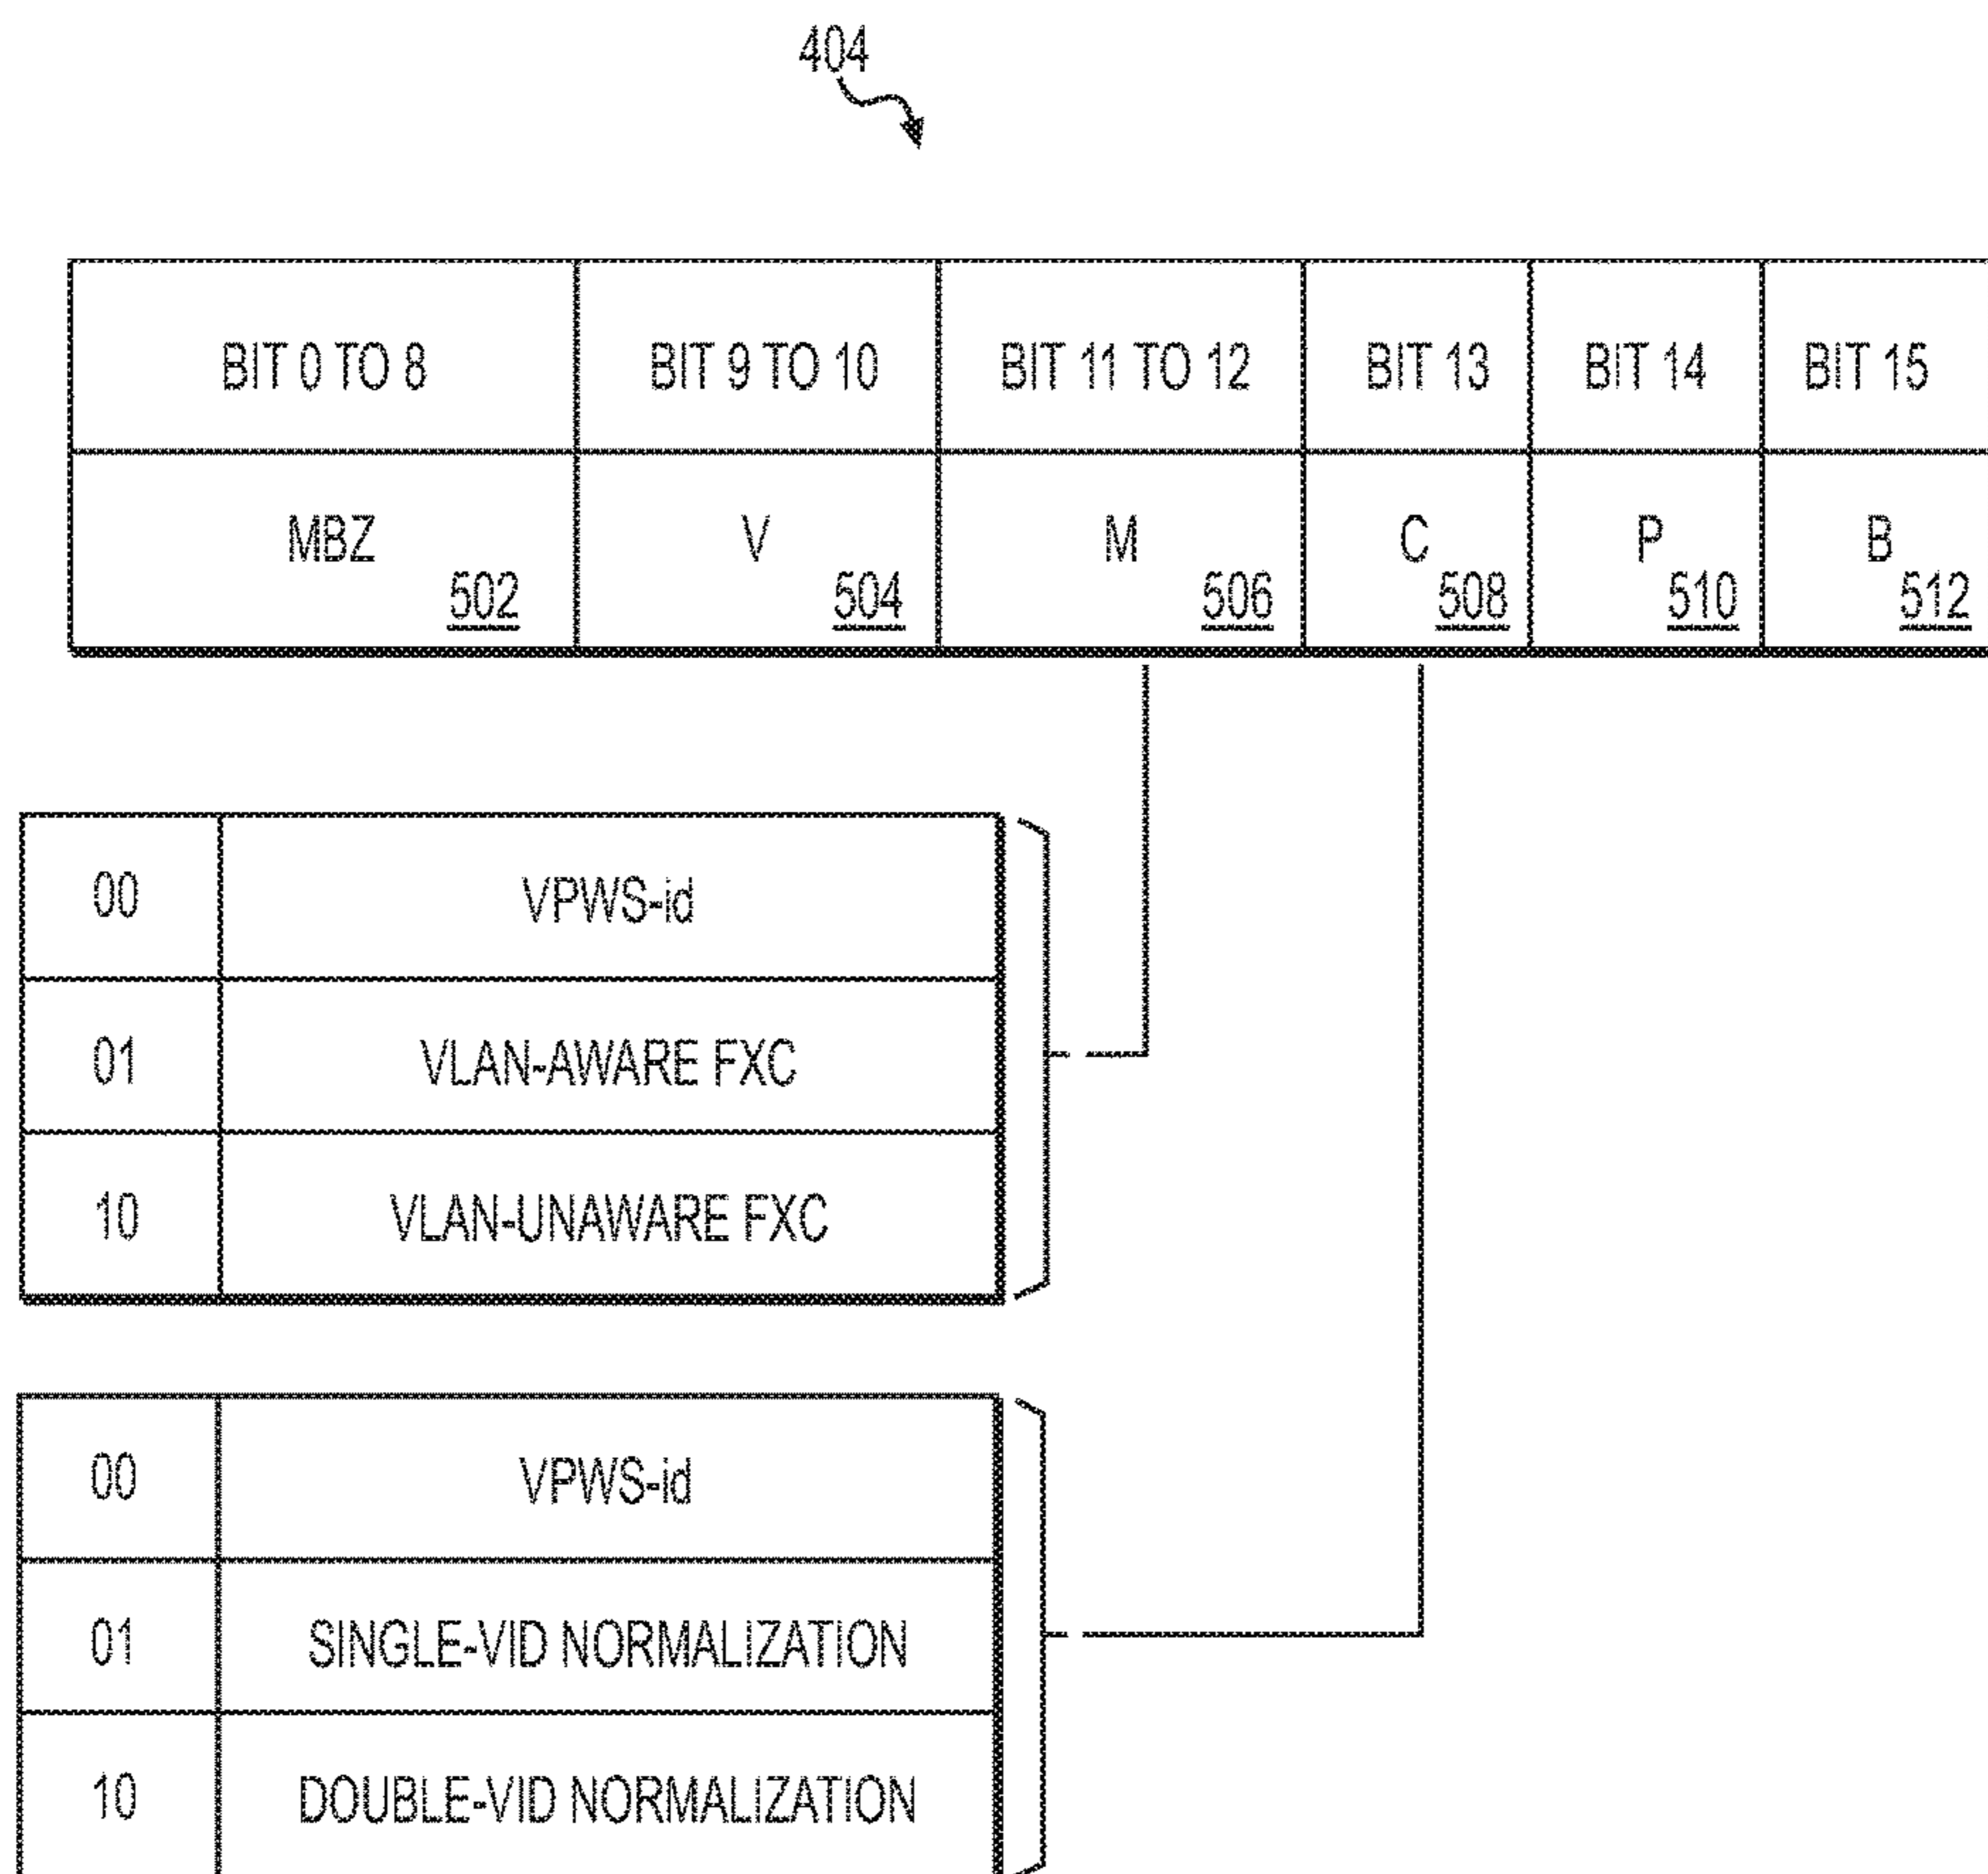 404
BIT 0 TO 8 BIT 9 TO 10 BIT 11 TO 12 BIT 13 BIT 14 BIT 15
MBZ 502 V 504 M 506 C 508 P 510 B 512
00 VPWS-id
01 VLAN-AWARE FXC
10 VLAN-UNAWARE FXC
00 VPWS-id
01 SINGLE-VID NORMALIZATION
10 DOUBLE-VID NORMALIZATION